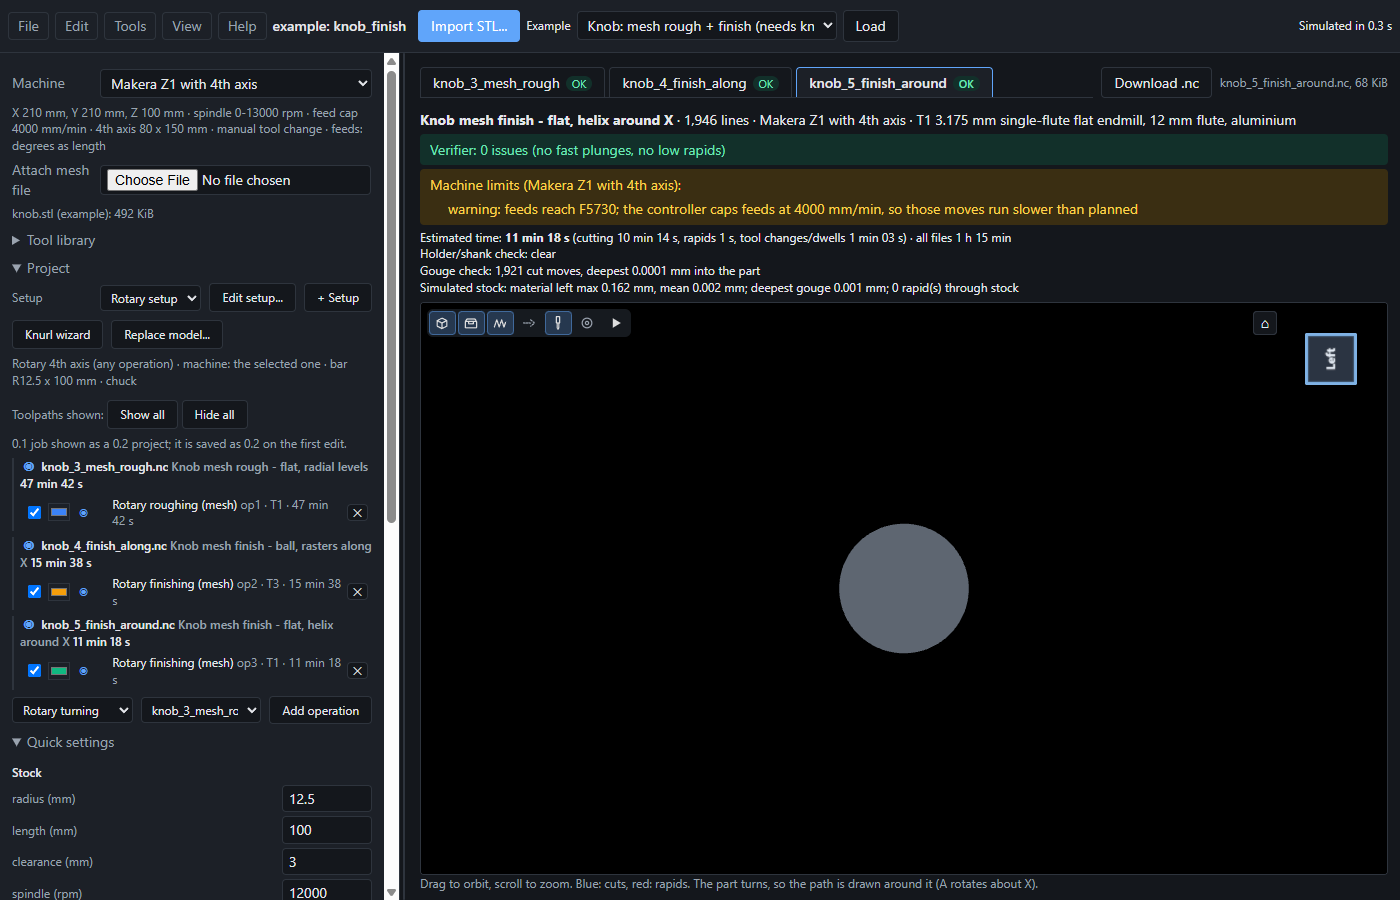 File Edit Tools View Help example: knob_finish Import STL... Example Knob: mesh rough + finish (needs kn Load Simulated in 0.3 s
Machine Makera Z1 with 4th axis
X 210 mm, Y 210 mm, Z 100 mm · spindle 0-13000 rpm · feed cap
4000 mm/min · 4th axis 80 x 150 mm · manual tool change · feeds:
degrees as length
Attach mesh file Choose File No file chosen
knob.stl (example): 492 KiB
Tool library
Project
Setup Rotary setup Edit setup... + Setup
Knurl wizard Replace model...
Rotary 4th axis (any operation) · machine: the selected one · bar
R12.5 x 100 mm · chuck
Toolpaths shown: Show all Hide all
0.1 job shown as a 0.2 project; it is saved as 0.2 on the first edit.
knob_3_mesh_rough.nc Knob mesh rough - flat, radial levels
47 min 42 s
Rotary roughing (mesh) op1 · T1 · 47 min
42 s
knob_4_finish_along.nc Knob mesh finish - ball, rasters along
X 15 min 38 s
Rotary finishing (mesh) op2 · T3 · 15 min 38
s
knob_5_finish_around.nc Knob mesh finish - flat, helix
around X 11 min 18 s
Rotary finishing (mesh) op3 · T1 · 11 min 18
s
Rotary turning knob_3_mesh_rc Add operation
Quick settings
Stock
radius (mm) 12.5
length (mm) 100
clearance (mm) 3
spindle (rpm) 12000
knob_3_mesh_rough OK knob_4_finish_along OK knob_5_finish_around OK Download .nc knob_5_finish_around.nc, 68 KiB
Knob mesh finish - flat, helix around X · 1,946 lines · Makera Z1 with 4th axis · T1 3.175 mm single-flute flat endmill, 12 mm flute, aluminium
Verifier: 0 issues (no fast plunges, no low rapids)
Machine limits (Makera Z1 with 4th axis):
warning: feeds reach F5730; the controller caps feeds at 4000 mm/min, so those moves run slower than planned
Estimated time: 11 min 18 s (cutting 10 min 14 s, rapids 1 s, tool changes/dwells 1 min 03 s) · all files 1 h 15 min
Holder/shank check: clear
Gouge check: 1,921 cut moves, deepest 0.0001 mm into the part
Simulated stock: material left max 0.162 mm, mean 0.002 mm; deepest gouge 0.001 mm; 0 rapid(s) through stock
Left
Drag to orbit, scroll to zoom. Blue: cuts, red: rapids. The part turns, so the path is drawn around it (A rotates about X).